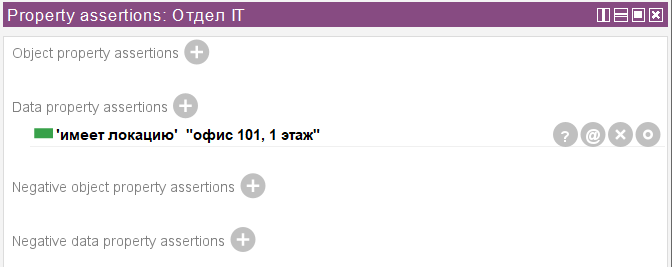 Property assertions: Отдел IT
Object property assertions
Data property assertions
'имеет локацию' "офис 101, 1 этаж"
Negative object property assertions
Negative data property assertions